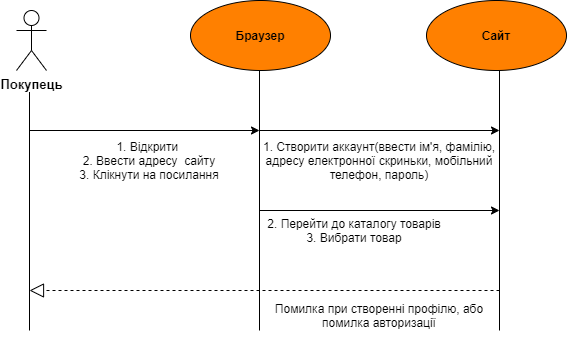 Браузер
Сайт
Покупець
1. Відкрити
2. Ввести адресу сайту
3. Клікнути на посилання
1. Створити аккаунт(ввести ім'я, фамілію,
адресу електронної скриньки, мобільний
телефон, пароль)
2. Перейти до каталогу товарів
3. Вибрати товар
Помилка при створенні профілю, або
помилка авторизації